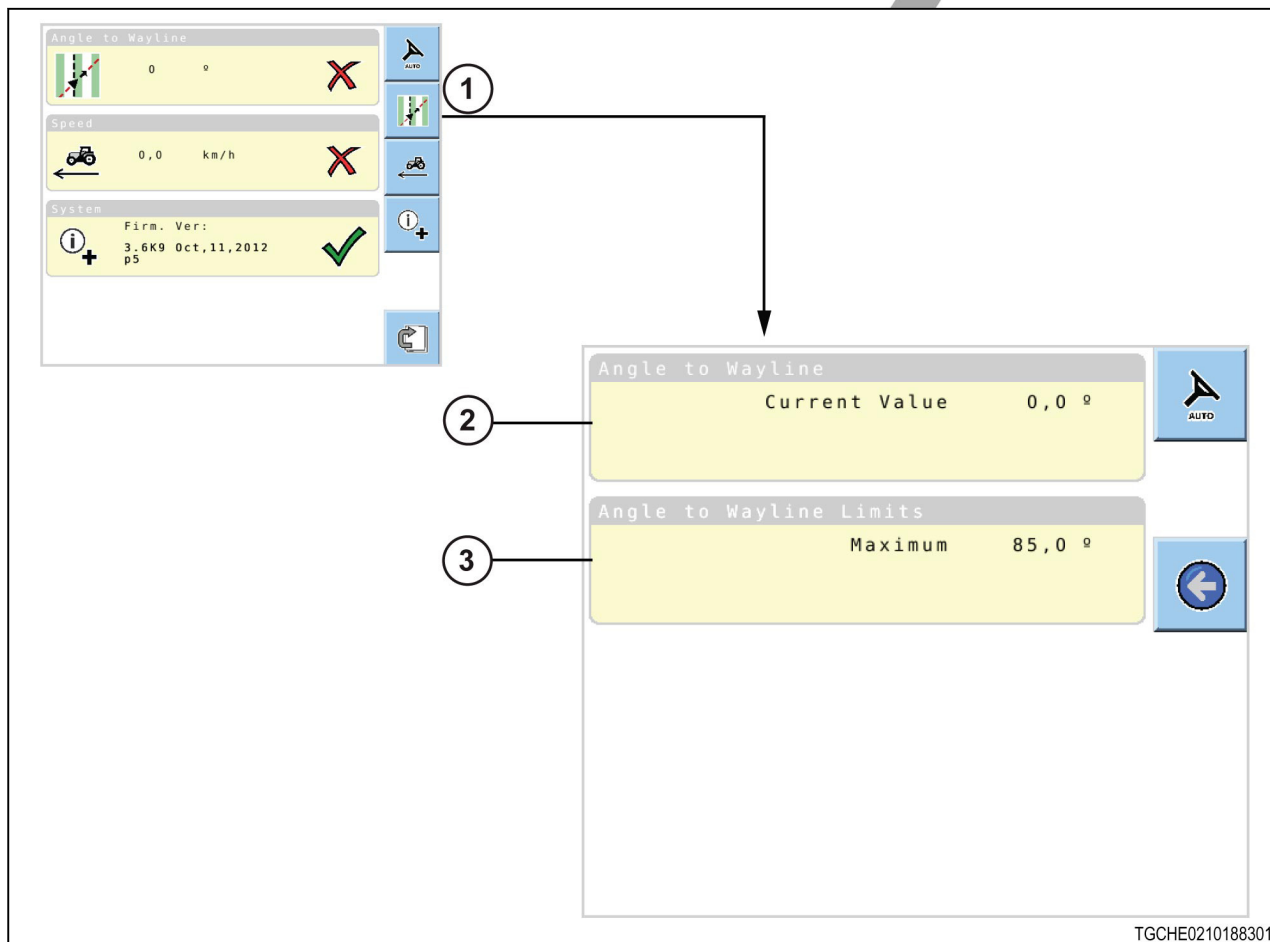 Angle to Wayline
0 º
AUTO
1
Speed
0,0 km/h
System
Firm. Ver:
3.6K9 Oct,11,2012
p5
Angle to Wayline
2
Current Value 0,0 º
AUTO
Angle to Wayline Limits
3
Maximum 85,0 º
TGCHE0210188301